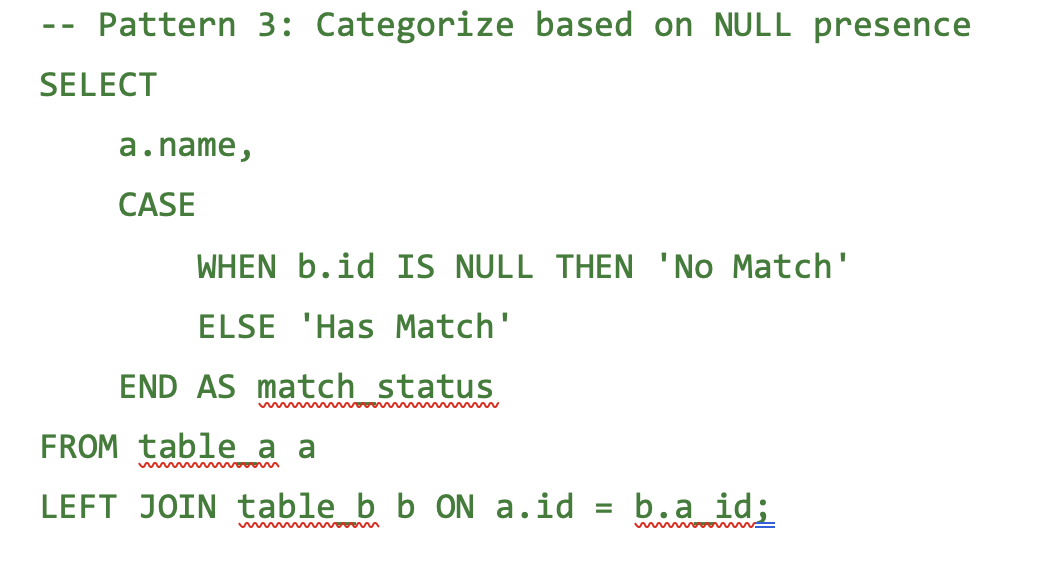 -- Pattern 3: Categorize based on NULL presence
SELECT
    a.name,
    CASE
        WHEN b.id IS NULL THEN 'No Match'
        ELSE 'Has Match'
    END AS match_status
FROM table_a a
LEFT JOIN table_b b ON a.id = b.a_id;